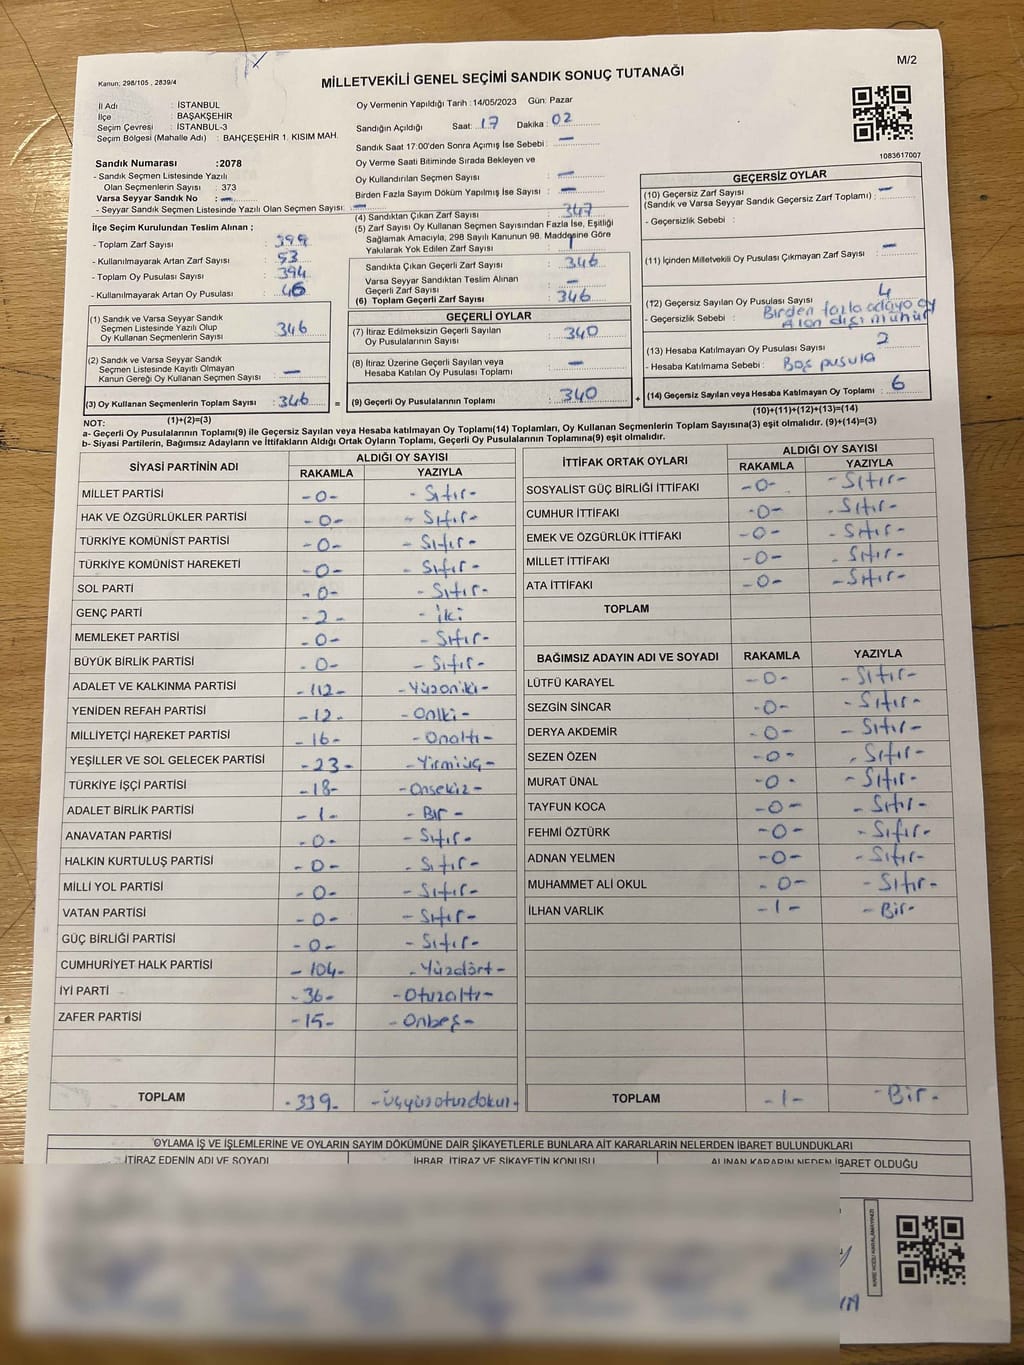 M/2
Kanun: 298/105 , 2839/4
MİLLETVEKİLİ GENEL SEÇİMİ SANDIK SONUÇ TUTANAĞI
İl Adı : İSTANBUL
İlçe : BAŞAKŞEHİR
Seçim Çevresi : İSTANBUL-3
Seçim Bölgesi (Mahalle Adı) : BAHÇEŞEHİR 1. KISIM MAH.
Sandık Numarası :2078
- Sandık Seçmen Listesinde Yazılı
Olan Seçmenlerin Sayısı : 373
Varsa Seyyar Sandık No : —
- Seyyar Sandık Seçmen Listesinde Yazılı Olan Seçmen Sayısı: —
İlçe Seçim Kurulundan Teslim Alınan ;
- Toplam Zarf Sayısı : 399
- Kullanılmayarak Artan Zarf Sayısı : 53
- Toplam Oy Pusulası Sayısı : 394
- Kullanılmayarak Artan Oy Pusulası : 46
(1) Sandık ve Varsa Seyyar Sandık
Seçmen Listesinde Yazılı Olup
Oy Kullanan Seçmenlerin Sayısı : 346
(2) Sandık ve Varsa Seyyar Sandık
Seçmen Listesinde Kayıtlı Olmayan
Kanun Gereği Oy Kullanan Seçmen Sayısı : —
(3) Oy Kullanan Seçmenlerin Toplam Sayısı : 346
(1)+(2)=(3)
Oy Vermenin Yapıldığı Tarih :14/05/2023 Gün: Pazar
Sandığın Açıldığı Saat: 17 Dakika: 02
Sandık Saat 17:00'den Sonra Açımış İse Sebebi : —
Oy Verme Saati Bitiminde Sırada Bekleyen ve
Oy Kullandırılan Seçmen Sayısı : —
Birden Fazla Sayım Döküm Yapılmış İse Sayısı : —
(4) Sandıktan Çıkan Zarf Sayısı : 347
(5) Zarf Sayısı Oy Kullanan Seçmen Sayısından Fazla İse, Eşitliği
Sağlamak Amacıyla, 298 Sayılı Kanunun 98. Maddesine Göre
Yakılarak Yok Edilen Zarf Sayısı : 1
Sandıkta Çıkan Geçerli Zarf Sayısı : 346
Varsa Seyyar Sandıktan Teslim Alınan
Geçerli Zarf Sayısı : —
(6) Toplam Geçerli Zarf Sayısı : 346
GEÇERLİ OYLAR
(7) İtiraz Edilmeksizin Geçerli Sayılan
Oy Pusulalarının Sayısı : 340
(8) İtiraz Üzerine Geçerli Sayılan veya
Hesaba Katılan Oy Pusulası Toplamı : —
= (9) Geçerli Oy Pusulalarının Toplamı : 340 +
1083617007
GEÇERSİZ OYLAR
(10) Geçersiz Zarf Sayısı : —
(Sandık ve Varsa Seyyar Sandık Geçersiz Zarf Toplamı) :
- Geçersizlik Sebebi :
(11) İçinden Milletvekili Oy Pusulası Çıkmayan Zarf Sayısı : —
(12) Geçersiz Sayılan Oy Pusulası Sayısı : 4
- Geçersizlik Sebebi : Birden fazla adaya oy
Alan dışı mühür
(13) Hesaba Katılmayan Oy Pusulası Sayısı : 2
- Hesaba Katılmama Sebebi : Boş pusula
(14) Geçersiz Sayılan veya Hesaba Katılmayan Oy Toplamı : 6
(10)+(11)+(12)+(13)=(14)
NOT:
a- Geçerli Oy Pusulalarının Toplamı(9) ile Geçersiz Sayılan veya Hesaba katılmayan Oy Toplamı(14) Toplamları, Oy Kullanan Seçmenlerin Toplam Sayısına(3) eşit olmalıdır. (9)+(14)=(3)
b- Siyasi Partilerin, Bağımsız Adayların ve İttifakların Aldığı Ortak Oyların Toplamı, Geçerli Oy Pusulalarının Toplamına(9) eşit olmalıdır.
SİYASİ PARTİNİN ADI ALDIĞI OY SAYISI
RAKAMLA YAZIYLA
MİLLET PARTİSİ -0- - Sıfır-
HAK VE ÖZGÜRLÜKLER PARTİSİ -0- - Sıfır-
TÜRKİYE KOMÜNİST PARTİSİ -0- - Sıfır-
TÜRKİYE KOMÜNİST HAREKETİ -0- - Sıfır-
SOL PARTİ -0- - Sıfır-
GENÇ PARTİ - 2 - - iki
MEMLEKET PARTİSİ -0- - Sıfır-
BÜYÜK BİRLİK PARTİSİ -0- - Sıfır-
ADALET VE KALKINMA PARTİSİ -112- -Yüzoniki-
YENİDEN REFAH PARTİSİ -12- -Oniki-
MİLLİYETÇİ HAREKET PARTİSİ -16- -Onaltı-
YEŞİLLER VE SOL GELECEK PARTİSİ -23- -Yirmiüç-
TÜRKİYE İŞÇİ PARTİSİ -18- -Onsekiz-
ADALET BİRLİK PARTİSİ - 1 - - Bir -
ANAVATAN PARTİSİ -0- - Sıfır-
HALKIN KURTULUŞ PARTİSİ -0- - Sıfır-
MİLLİ YOL PARTİSİ -0- - Sıfır-
VATAN PARTİSİ -0- - Sıfır-
GÜÇ BİRLİĞİ PARTİSİ -0- - Sıfır-
CUMHURİYET HALK PARTİSİ -104- -Yüzdört-
İYİ PARTİ -36- -Otuzaltı-
ZAFER PARTİSİ -15- -Onbeş-
TOPLAM -339- -Üçyüzotuzdokuz-
İTTİFAK ORTAK OYLARI ALDIĞI OY SAYISI
RAKAMLA YAZIYLA
SOSYALİST GÜÇ BİRLİĞİ İTTİFAKI -0- -Sıfır-
CUMHUR İTTİFAKI -0- -Sıfır-
EMEK VE ÖZGÜRLÜK İTTİFAKI -0- -Sıfır-
MİLLET İTTİFAKI -0- -Sıfır-
ATA İTTİFAKI -0- -Sıfır-
TOPLAM
BAĞIMSIZ ADAYIN ADI VE SOYADI RAKAMLA YAZIYLA
LÜTFÜ KARAYEL -0- -Sıfır-
SEZGİN SİNCAR -0- -Sıfır-
DERYA AKDEMİR -0- -Sıfır-
SEZEN ÖZEN -0- -Sıfır-
MURAT ÜNAL -0- -Sıfır-
TAYFUN KOCA -0- -Sıfır-
FEHMİ ÖZTÜRK -0- -Sıfır-
ADNAN YELMEN -0- -Sıfır-
MUHAMMET ALİ OKUL -0- -Sıfır-
İLHAN VARLIK -1- -Bir-
TOPLAM -1- -Bir-
OYLAMA İŞ VE İŞLEMLERİNE VE OYLARIN SAYIM DÖKÜMÜNE DAİR ŞİKAYETLERLE BUNLARA AİT KARARLARIN NELERDEN İBARET BULUNDUKLARI
İTİRAZ EDENİN ADI VE SOYADI İHBAR, İTİRAZ VE ŞİKAYETİN KONUSU ALINAN KARARIN NEDEN İBARET OLDUĞU
KARE KODU KARALAMAYINIZ!